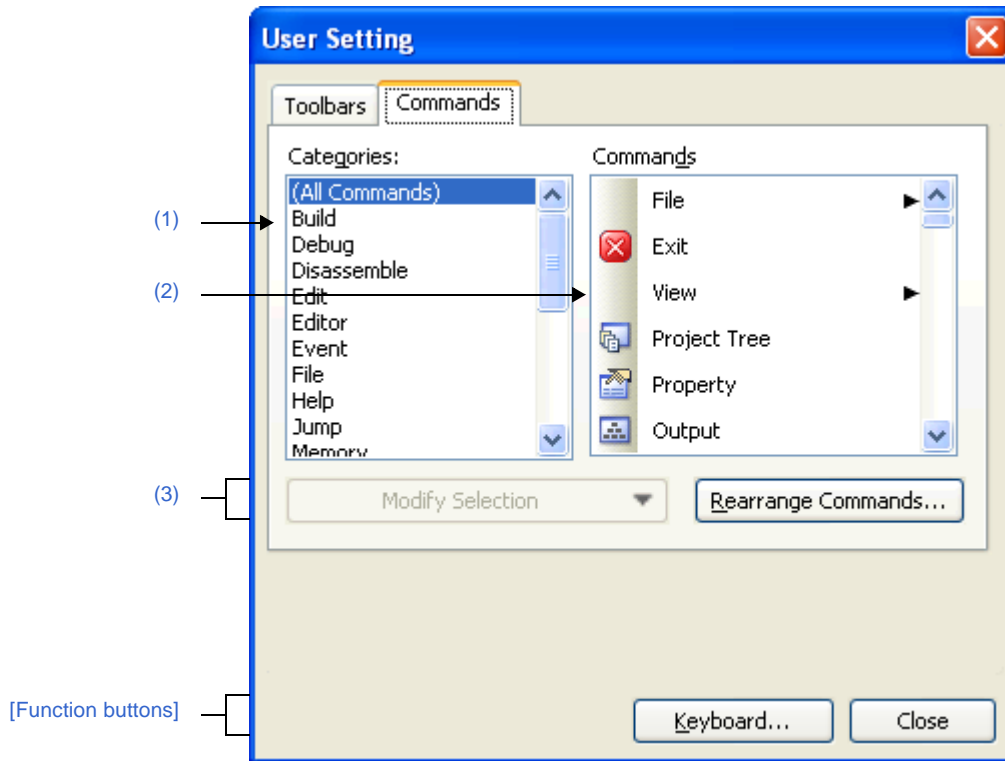 User Setting
Toolbars
Commands
Categories:
Commands
(All Commands)
Build
Debug
Disassemble
Edit
Editor
Event
File
Help
Jump
Memory
File
Exit
View
Project Tree
Property
Output
(1)
(2)
(3)
Modify Selection
Rearrange Commands...
[Function buttons]
Keyboard...
Close